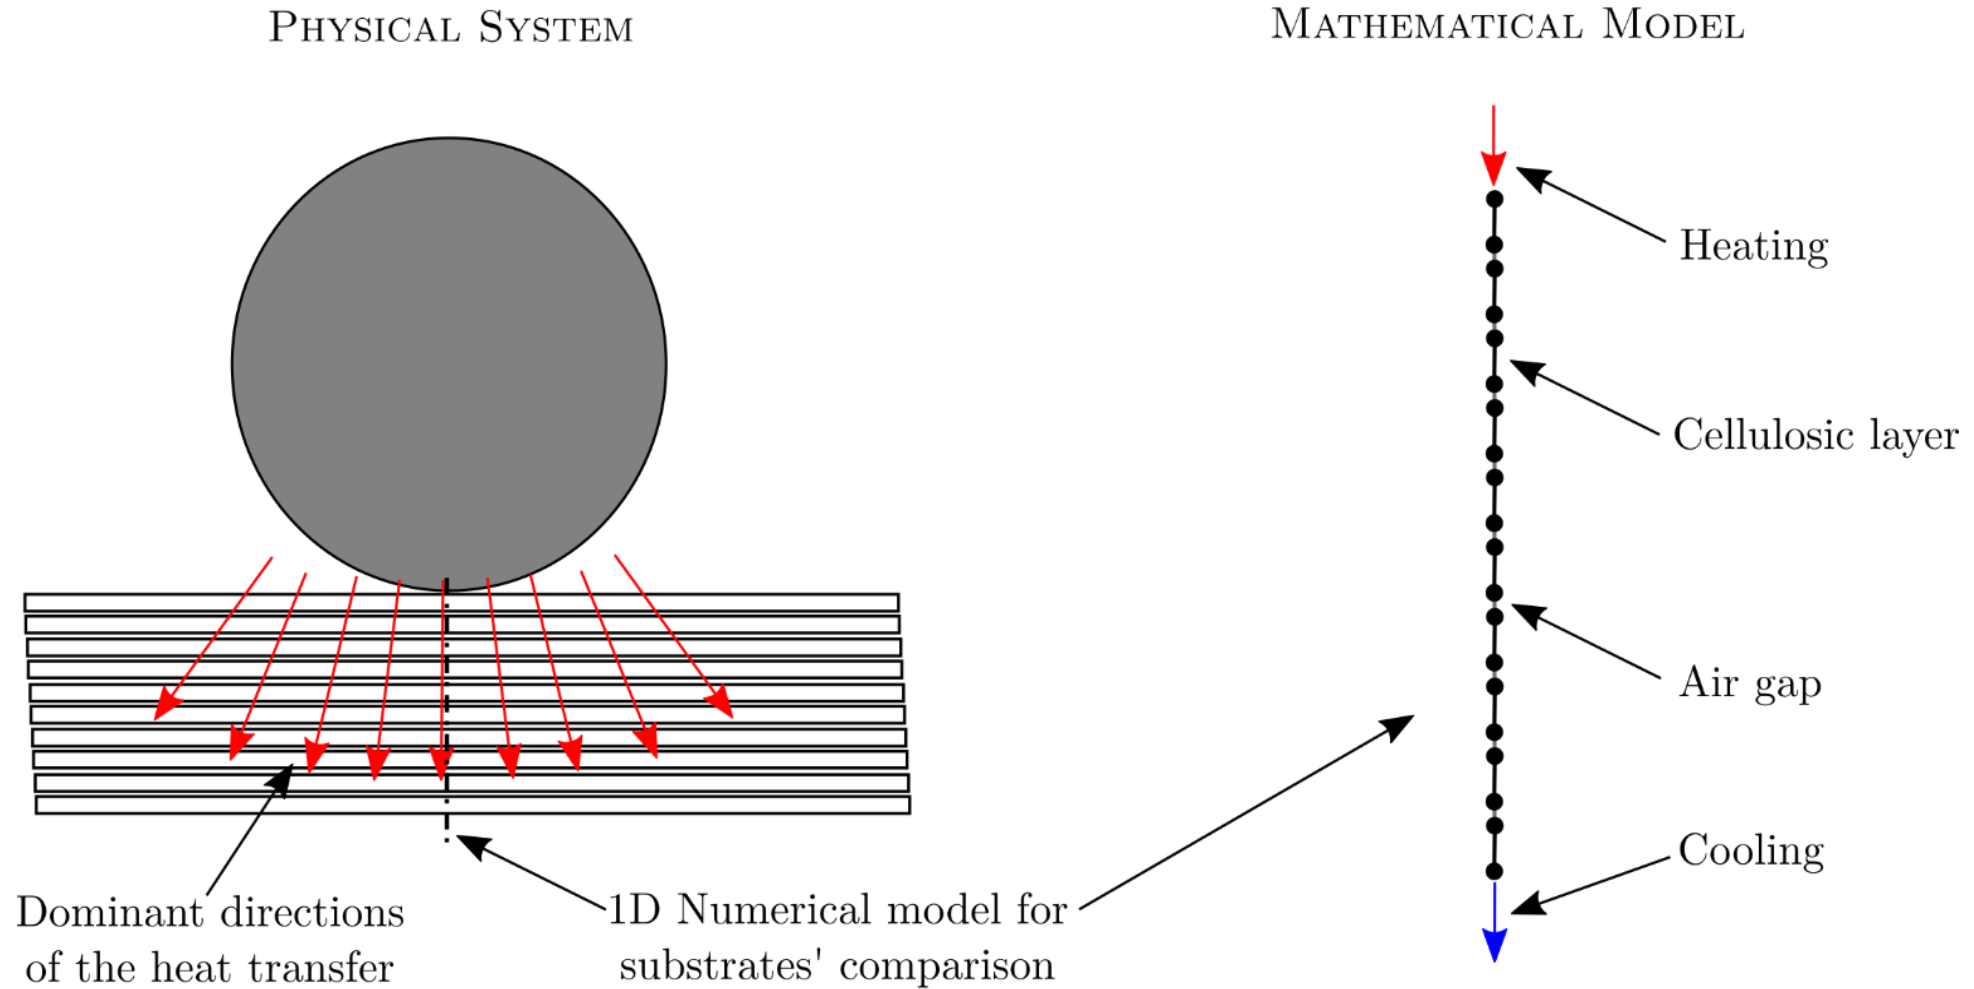 Physical System
Mathematical Model
Heating
Cellulosic layer
Air gap
Cooling
Dominant directions
of the heat transfer
1D Numerical model for
substrates' comparison